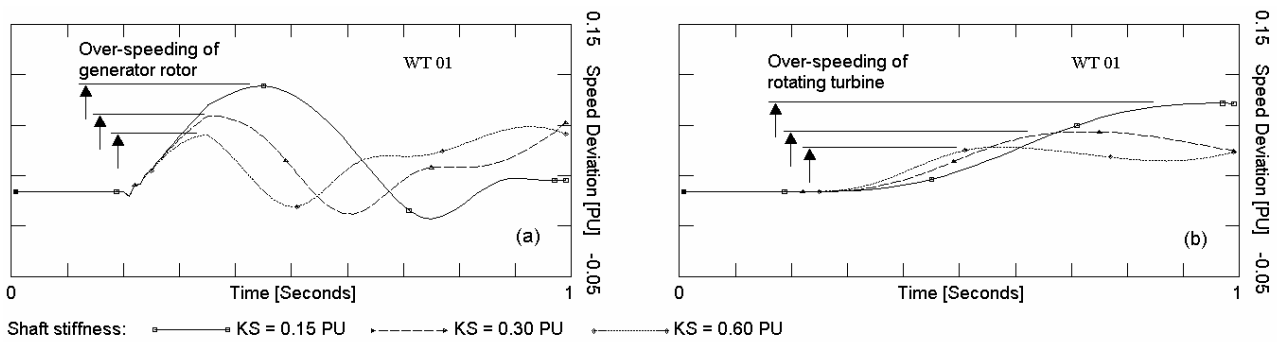 Over-speeding of
generator rotor
WT 01
0.15
Speed Deviation [PU]
-0.05
(a)
0
Time [Seconds]
1
Over-speeding of
rotating turbine
WT 01
0.15
Speed Deviation [PU]
-0.05
(b)
0
Time [Seconds]
1
Shaft stiffness: KS = 0.15 PU KS = 0.30 PU KS = 0.60 PU